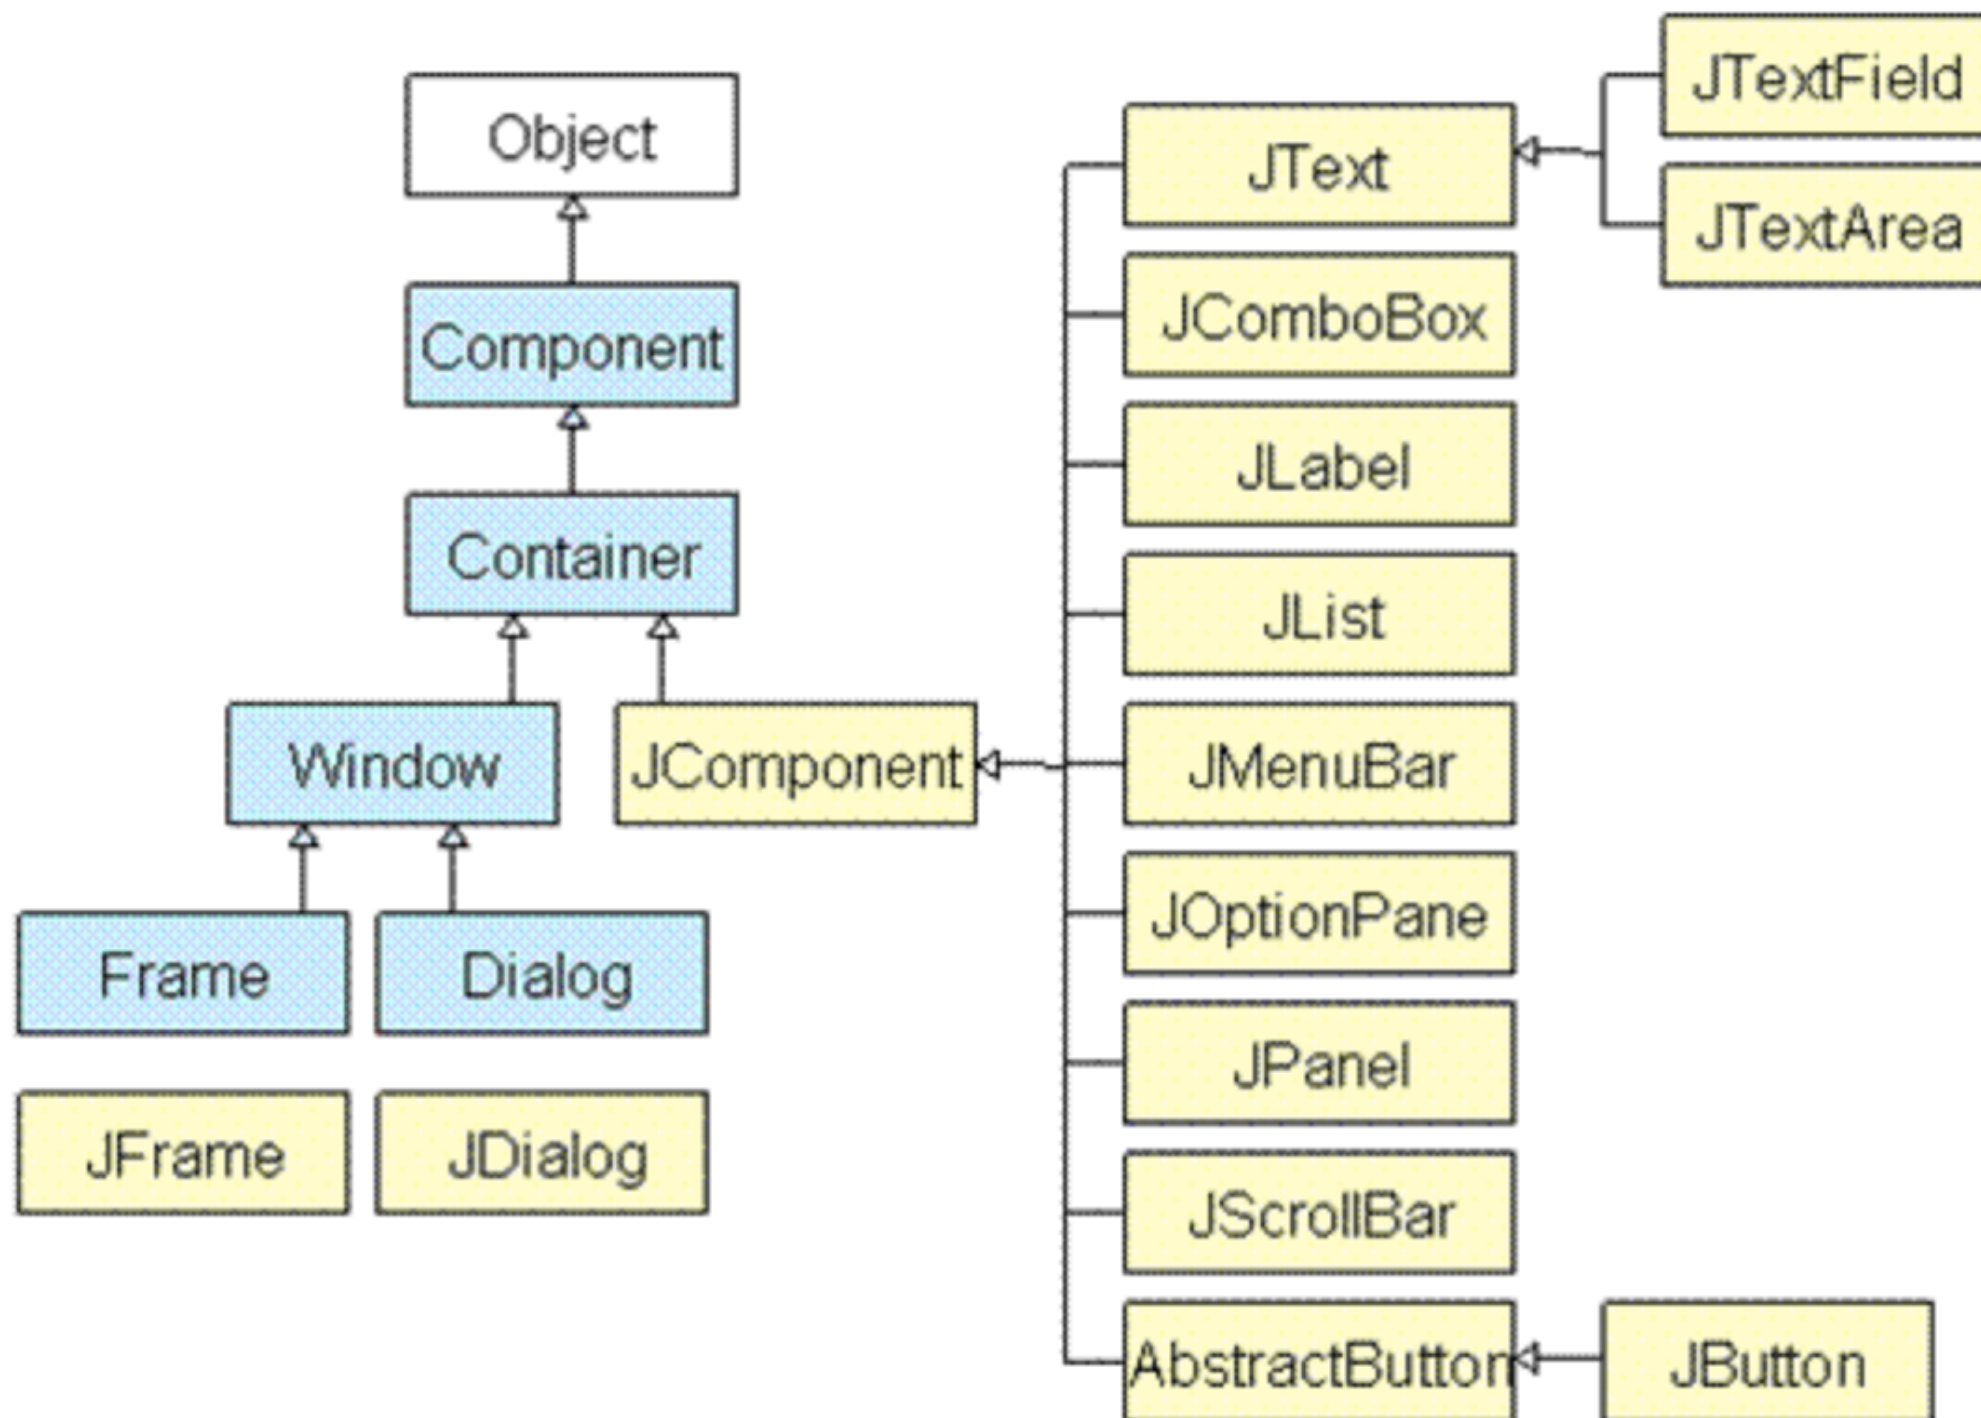 Object
Component
Container
Window
JComponent
Frame
Dialog
JFrame
JDialog
JText
JComboBox
JLabel
JList
JMenuBar
JOptionPane
JPanel
JScrollBar
AbstractButton
JTextField
JTextArea
JButton